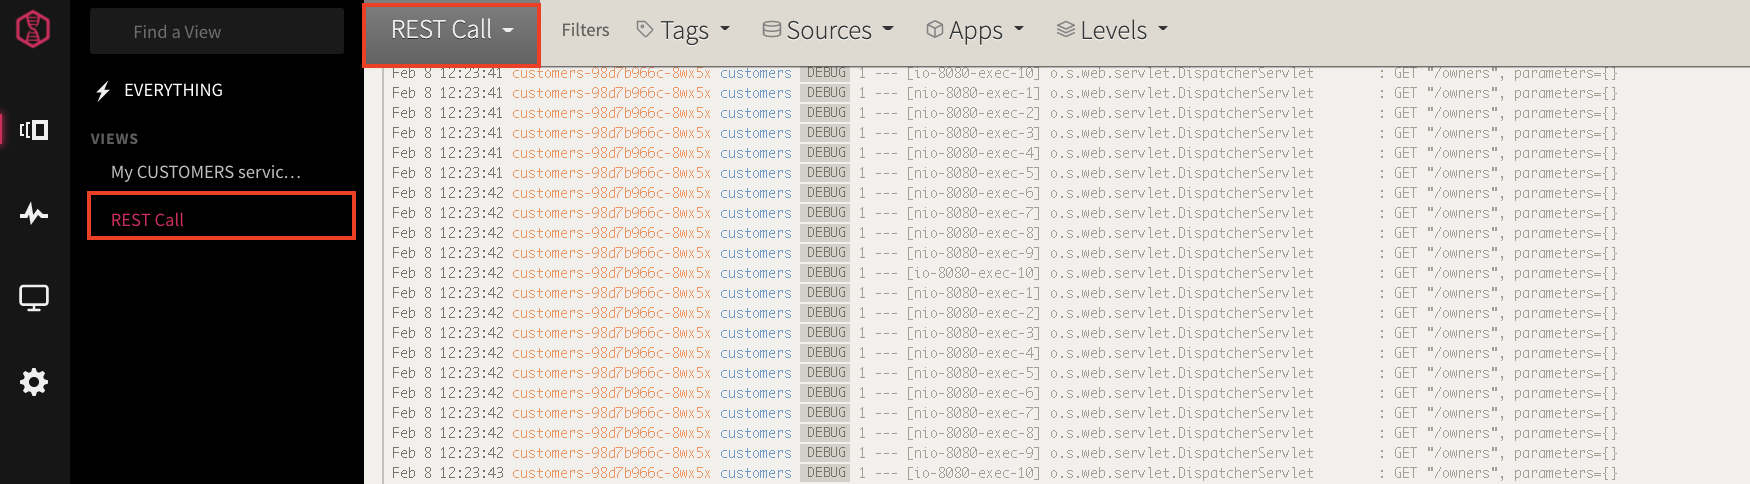 Find a View
EVERYTHING
VIEWS
My CUSTOMERS servic...
REST Call
REST Call Filters Tags Sources Apps Levels
Feb 8 12:23:41 customers-98d7b966c-8wx5x customers DEBUG 1 --- [io-8080-exec-10] o.s.web.servlet.DispatcherServlet : GET "/owners", parameters={}
Feb 8 12:23:41 customers-98d7b966c-8wx5x customers DEBUG 1 --- [nio-8080-exec-1] o.s.web.servlet.DispatcherServlet : GET "/owners", parameters={}
Feb 8 12:23:41 customers-98d7b966c-8wx5x customers DEBUG 1 --- [nio-8080-exec-2] o.s.web.servlet.DispatcherServlet : GET "/owners", parameters={}
Feb 8 12:23:41 customers-98d7b966c-8wx5x customers DEBUG 1 --- [nio-8080-exec-3] o.s.web.servlet.DispatcherServlet : GET "/owners", parameters={}
Feb 8 12:23:41 customers-98d7b966c-8wx5x customers DEBUG 1 --- [nio-8080-exec-4] o.s.web.servlet.DispatcherServlet : GET "/owners", parameters={}
Feb 8 12:23:41 customers-98d7b966c-8wx5x customers DEBUG 1 --- [nio-8080-exec-5] o.s.web.servlet.DispatcherServlet : GET "/owners", parameters={}
Feb 8 12:23:42 customers-98d7b966c-8wx5x customers DEBUG 1 --- [nio-8080-exec-6] o.s.web.servlet.DispatcherServlet : GET "/owners", parameters={}
Feb 8 12:23:42 customers-98d7b966c-8wx5x customers DEBUG 1 --- [nio-8080-exec-7] o.s.web.servlet.DispatcherServlet : GET "/owners", parameters={}
Feb 8 12:23:42 customers-98d7b966c-8wx5x customers DEBUG 1 --- [nio-8080-exec-8] o.s.web.servlet.DispatcherServlet : GET "/owners", parameters={}
Feb 8 12:23:42 customers-98d7b966c-8wx5x customers DEBUG 1 --- [nio-8080-exec-9] o.s.web.servlet.DispatcherServlet : GET "/owners", parameters={}
Feb 8 12:23:42 customers-98d7b966c-8wx5x customers DEBUG 1 --- [io-8080-exec-10] o.s.web.servlet.DispatcherServlet : GET "/owners", parameters={}
Feb 8 12:23:42 customers-98d7b966c-8wx5x customers DEBUG 1 --- [nio-8080-exec-1] o.s.web.servlet.DispatcherServlet : GET "/owners", parameters={}
Feb 8 12:23:42 customers-98d7b966c-8wx5x customers DEBUG 1 --- [nio-8080-exec-2] o.s.web.servlet.DispatcherServlet : GET "/owners", parameters={}
Feb 8 12:23:42 customers-98d7b966c-8wx5x customers DEBUG 1 --- [nio-8080-exec-3] o.s.web.servlet.DispatcherServlet : GET "/owners", parameters={}
Feb 8 12:23:42 customers-98d7b966c-8wx5x customers DEBUG 1 --- [nio-8080-exec-4] o.s.web.servlet.DispatcherServlet : GET "/owners", parameters={}
Feb 8 12:23:42 customers-98d7b966c-8wx5x customers DEBUG 1 --- [nio-8080-exec-5] o.s.web.servlet.DispatcherServlet : GET "/owners", parameters={}
Feb 8 12:23:42 customers-98d7b966c-8wx5x customers DEBUG 1 --- [nio-8080-exec-6] o.s.web.servlet.DispatcherServlet : GET "/owners", parameters={}
Feb 8 12:23:42 customers-98d7b966c-8wx5x customers DEBUG 1 --- [nio-8080-exec-7] o.s.web.servlet.DispatcherServlet : GET "/owners", parameters={}
Feb 8 12:23:42 customers-98d7b966c-8wx5x customers DEBUG 1 --- [nio-8080-exec-8] o.s.web.servlet.DispatcherServlet : GET "/owners", parameters={}
Feb 8 12:23:42 customers-98d7b966c-8wx5x customers DEBUG 1 --- [nio-8080-exec-9] o.s.web.servlet.DispatcherServlet : GET "/owners", parameters={}
Feb 8 12:23:43 customers-98d7b966c-8wx5x customers DEBUG 1 --- [io-8080-exec-10] o.s.web.servlet.DispatcherServlet : GET "/owners", parameters={}